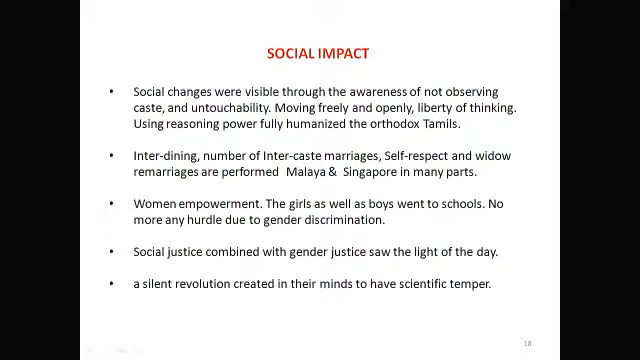 SOCIAL IMPACT
• Social changes were visible through the awareness of not observing
caste, and untouchability. Moving freely and openly, liberty of thinking.
Using reasoning power fully humanized the orthodox Tamils.
• Inter-dining, number of Inter-caste marriages, Self-respect and widow
remarriages are performed Malaya & Singapore in many parts.
• Women empowerment. The girls as well as boys went to schools. No
more any hurdle due to gender discrimination.
• Social justice combined with gender justice saw the light of the day.
• a silent revolution created in their minds to have scientific temper.
18